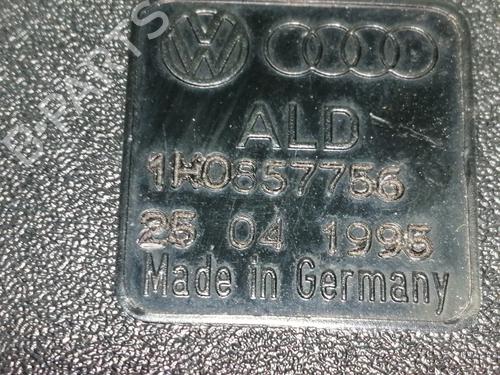 B-PARTS
VW
ALD
1H0857756
25 04 1995
Made in Germany